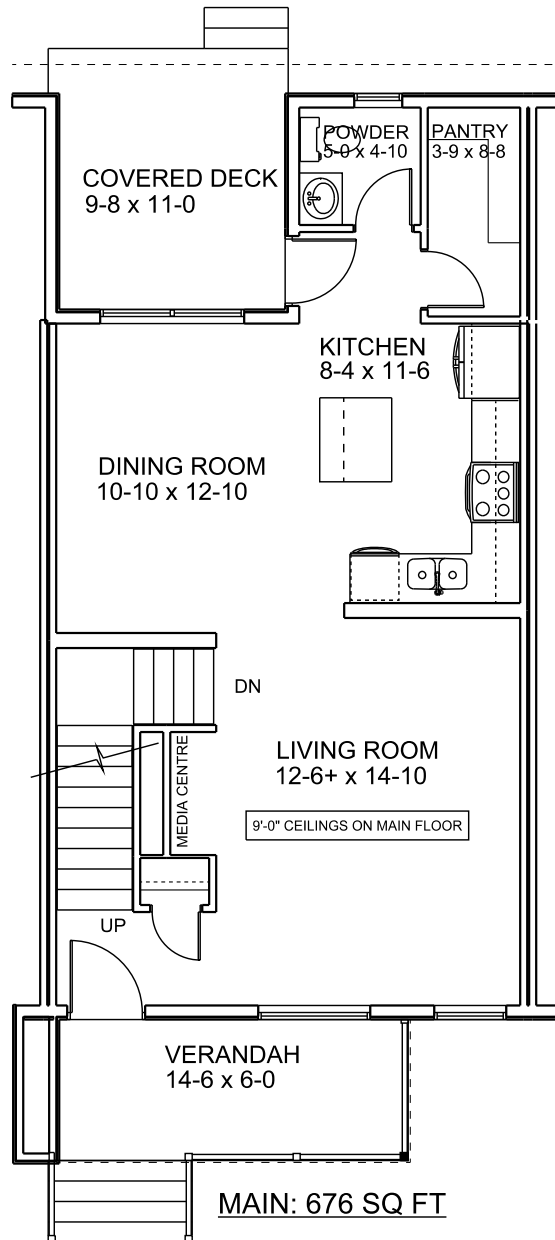 POWDER
5-0 x 4-10
PANTRY
3-9 x 8-8
COVERED DECK
9-8 x 11-0
KITCHEN
8-4 x 11-6
DINING ROOM
10-10 x 12-10
DN
MEDIA CENTRE
LIVING ROOM
12-6+ x 14-10
9'-0" CEILINGS ON MAIN FLOOR
UP
VERANDAH
14-6 x 6-0
MAIN: 676 SQ FT